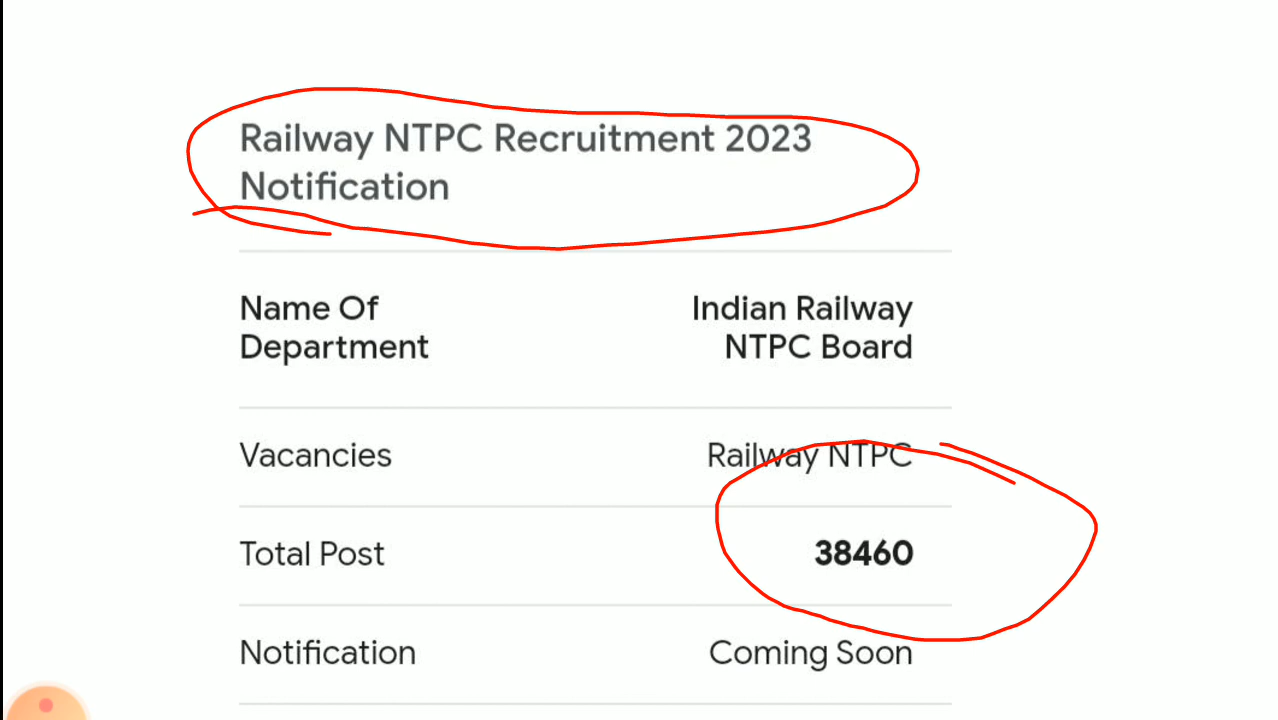 Railway NTPC Recruitment 2023
Notification
Name Of Indian Railway
Department NTPC Board
Vacancies Railway NTPC
Total Post 38460
Notification Coming Soon